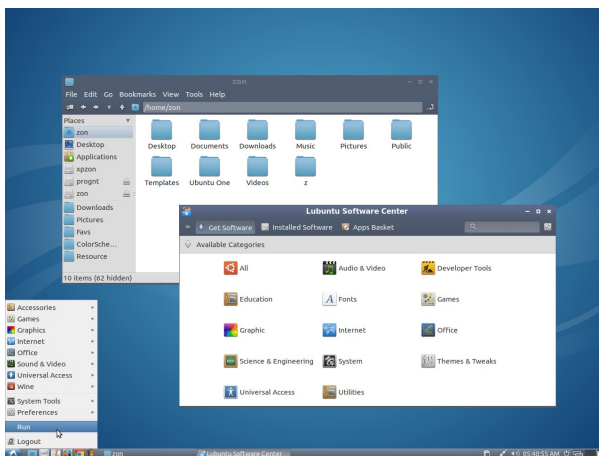 zon
File Edit Go Bookmarks View Tools Help
/home/zon
Places
zon
Desktop
Applications
xpzon
prognt
zon
Downloads
Pictures
Favs
ColorSche...
Resource
Desktop Documents Downloads Music Pictures Public
Templates Ubuntu One Videos z
10 items (62 hidden)
Lubuntu Software Center
Get Software Installed Software Apps Basket
Available Categories
All Audio & Video Developer Tools
Education Fonts Games
Graphic Internet Office
Science & Engineering System Themes & Tweaks
Universal Access Utilities
Accessories
Games
Graphics
Internet
Office
Sound & Video
Universal Access
Wine
System Tools
Preferences
Run
Logout
zon Lubuntu Software Center 05:40:55 AM